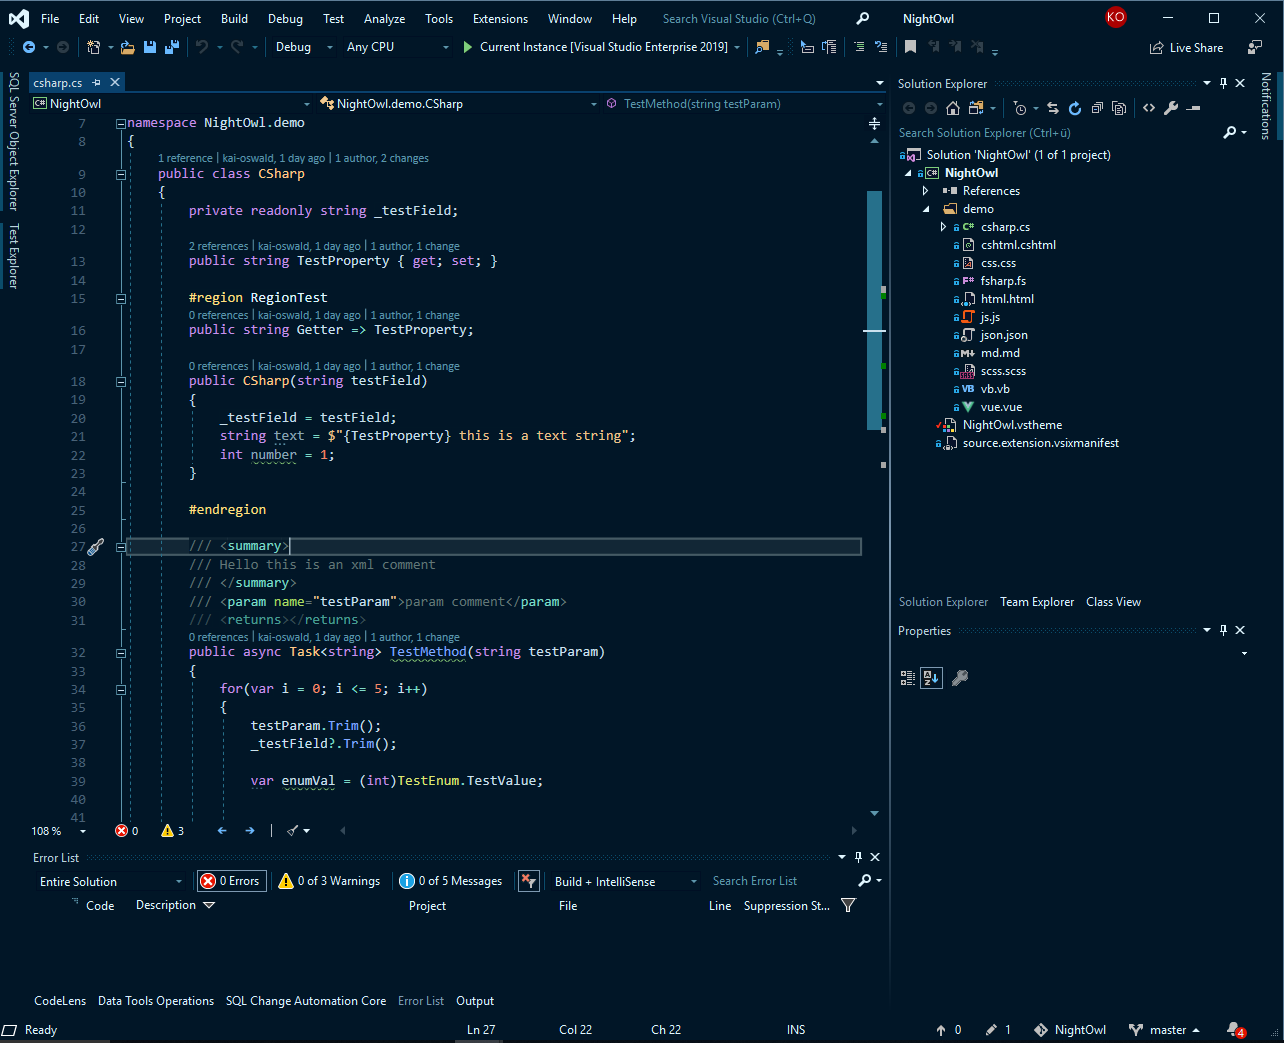 File Edit View Project Build Debug Test Analyze Tools Extensions Window Help Search Visual Studio (Ctrl+Q) NightOwl KO
Debug Any CPU Current Instance [Visual Studio Enterprise 2019] Live Share
SQL Server Object Explorer
Test Explorer
csharp.cs
C# NightOwl NightOwl.demo.CSharp TestMethod(string testParam)
7 namespace NightOwl.demo
8 {
1 reference | kai-oswald, 1 day ago | 1 author, 2 changes
9 public class CSharp
10 {
11 private readonly string _testField;
12
2 references | kai-oswald, 1 day ago | 1 author, 1 change
13 public string TestProperty { get; set; }
14
15 #region RegionTest
0 references | kai-oswald, 1 day ago | 1 author, 1 change
16 public string Getter => TestProperty;
17
0 references | kai-oswald, 1 day ago | 1 author, 1 change
18 public CSharp(string testField)
19 {
20 _testField = testField;
21 string text = $"{TestProperty} this is a text string";
22 int number = 1;
23 }
24
25 #endregion
26
27 /// <summary>
28 /// Hello this is an xml comment
29 /// </summary>
30 /// <param name="testParam">param comment</param>
31 /// <returns></returns>
0 references | kai-oswald, 1 day ago | 1 author, 1 change
32 public async Task<string> TestMethod(string testParam)
33 {
34 for(var i = 0; i <= 5; i++)
35 {
36 testParam.Trim();
37 _testField?.Trim();
38
39 var enumVal = (int)TestEnum.TestValue;
40
41
108 % 0 3
Error List
Entire Solution 0 Errors 0 of 3 Warnings 0 of 5 Messages Build + IntelliSense Search Error List
Code Description Project File Line Suppression St...
CodeLens Data Tools Operations SQL Change Automation Core Error List Output
Solution Explorer
Search Solution Explorer (Ctrl+ü)
Solution 'NightOwl' (1 of 1 project)
C# NightOwl
References
demo
C# csharp.cs
cshtml.cshtml
css.css
F# fsharp.fs
html.html
js.js
json.json
M↓ md.md
scss.scss
VB vb.vb
vue.vue
NightOwl.vstheme
source.extension.vsixmanifest
Solution Explorer Team Explorer Class View
Properties
Notifications
Ready Ln 27 Col 22 Ch 22 INS 0 1 NightOwl master 4